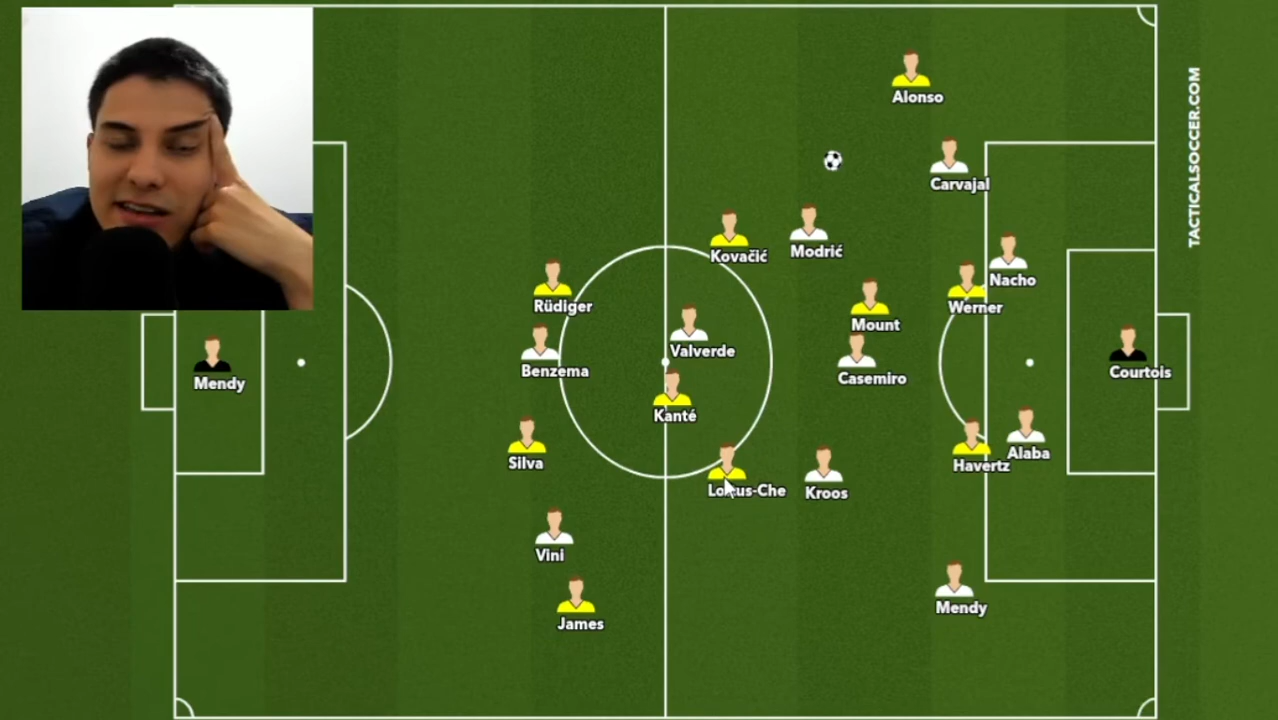 Alonso
TACTICALSOCCER.COM
Carvajal
Kovačić
Modrić
Nacho
Rüdiger
Werner
Mount
Valverde
Benzema
Courtois
Casemiro
Mendy
Kanté
Alaba
Silva
Havertz
Kroos
Vini
Mendy
James